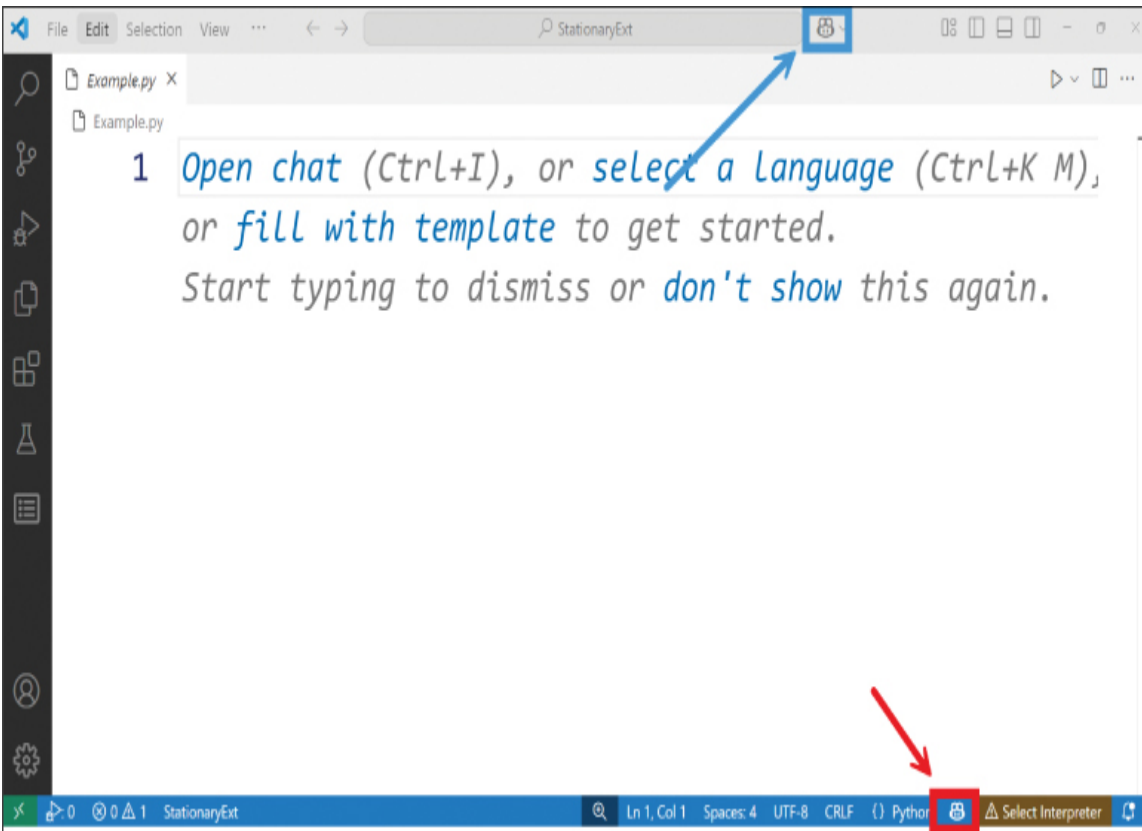 File Edit Selection View ··· StationaryExt
Example.py
Example.py
1 Open chat (Ctrl+I), or select a language (Ctrl+K M),
or fill with template to get started.
Start typing to dismiss or don't show this again.
0 0 1 StationaryExt Ln 1, Col 1 Spaces: 4 UTF-8 CRLF {} Python Select Interpreter